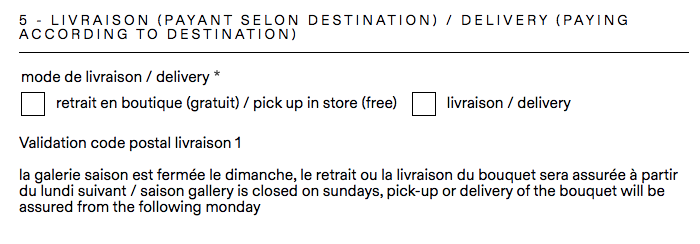 5 - LIVRAISON (PAYANT SELON DESTINATION) / DELIVERY (PAYING
ACCORDING TO DESTINATION)
mode de livraison / delivery *
retrait en boutique (gratuit) / pick up in store (free) livraison / delivery
Validation code postal livraison 1
la galerie saison est fermée le dimanche, le retrait ou la livraison du bouquet sera assurée à partir
du lundi suivant / saison gallery is closed on sundays, pick-up or delivery of the bouquet will be
assured from the following monday